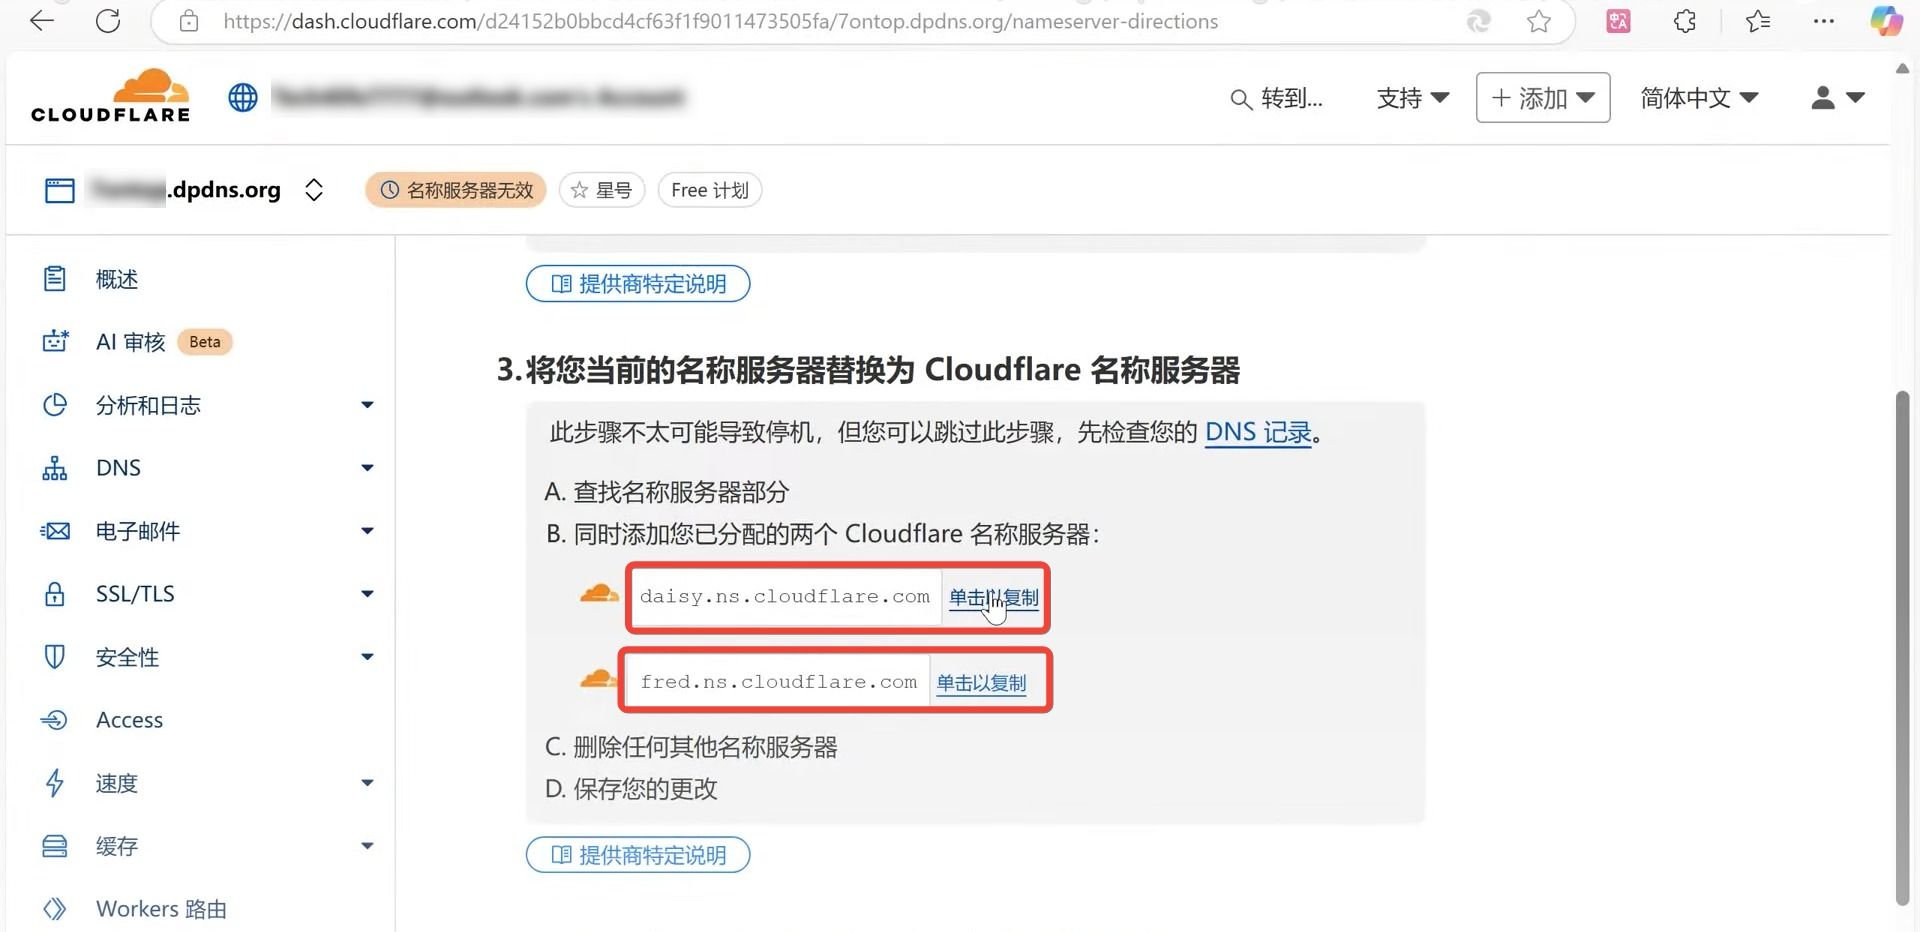 https://dash.cloudflare.com/d24152b0bbcd4cf63f1f9011473505fa/7ontop.dpdns.org/nameserver-directions
CLOUDFLARE
转到...
支持
+ 添加
简体中文
.dpdns.org
名称服务器无效
星号
Free 计划
概述
AI 审核 Beta
分析和日志
DNS
电子邮件
SSL/TLS
安全性
Access
速度
缓存
Workers 路由
提供商特定说明
3.将您当前的名称服务器替换为 Cloudflare 名称服务器
此步骤不太可能导致停机，但您可以跳过此步骤，先检查您的 DNS 记录。
A. 查找名称服务器部分
B. 同时添加您已分配的两个 Cloudflare 名称服务器：
daisy.ns.cloudflare.com 单击以复制
fred.ns.cloudflare.com 单击以复制
C. 删除任何其他名称服务器
D. 保存您的更改
提供商特定说明